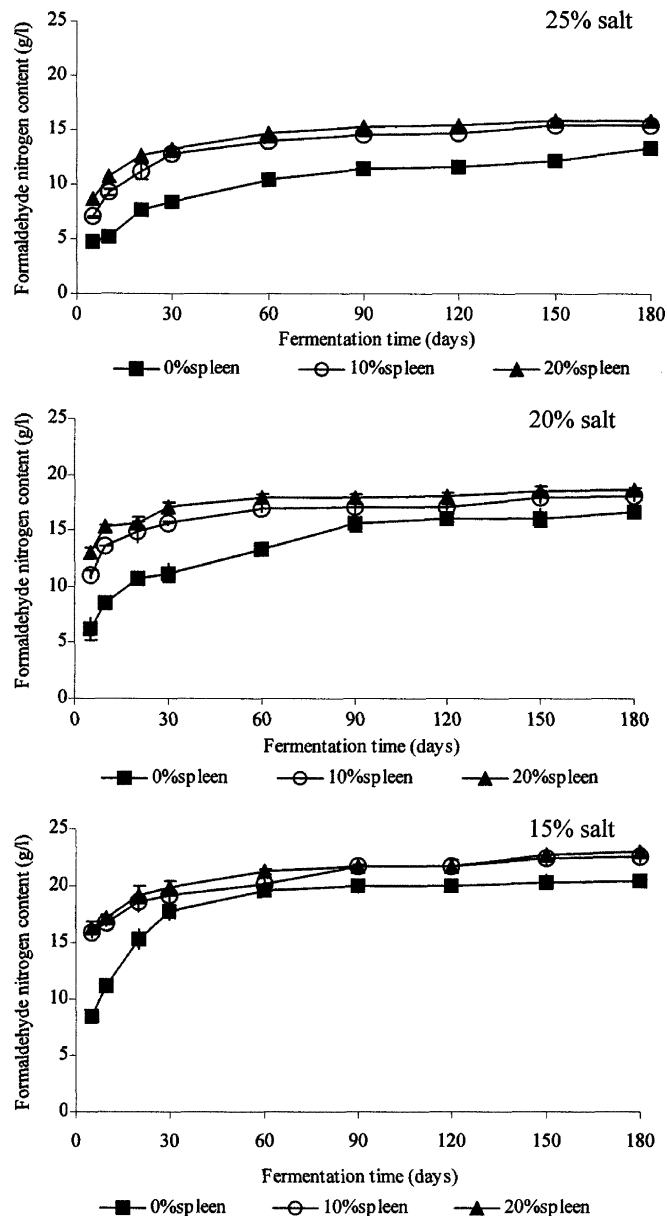 25% salt
Formaldehyde nitrogen content (g/l)
25
20
15
10
5
0
0 30 60 90 120 150 180
Fermentation time (days)
0%spleen 10%spleen 20%spleen
20% salt
Formaldehyde nitrogen content (g/l)
25
20
15
10
5
0
0 30 60 90 120 150 180
Fermentation time (days)
0%spleen 10%spleen 20%spleen
15% salt
Formaldehyde nitrogen content (g/l)
25
20
15
10
5
0
0 30 60 90 120 150 180
Fermentation time (days)
0%spleen 10%spleen 20%spleen